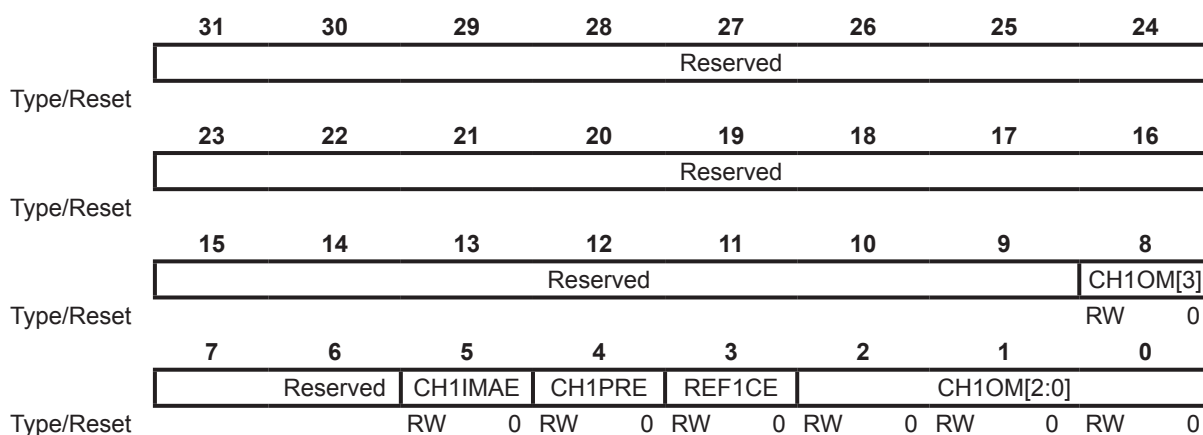 31 30 29 28 27 26 25 24
Reserved
Type/Reset
23 22 21 20 19 18 17 16
Reserved
Type/Reset
15 14 13 12 11 10 9 8
Reserved CH1OM[3]
Type/Reset RW 0
7 6 5 4 3 2 1 0
Reserved CH1IMAE CH1PRE REF1CE CH1OM[2:0]
Type/Reset RW 0 RW 0 RW 0 RW 0 RW 0 RW 0